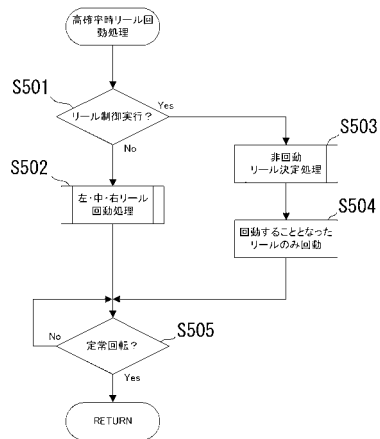 高確率時リール回
動処理
S501
リール制御実行？
Yes
No
S502
左・中・右リール
回動処理
S503
非回動
リール決定処理
S504
回動することとなった
リールのみ回動
S505
定常回転？
No
Yes
RETURN